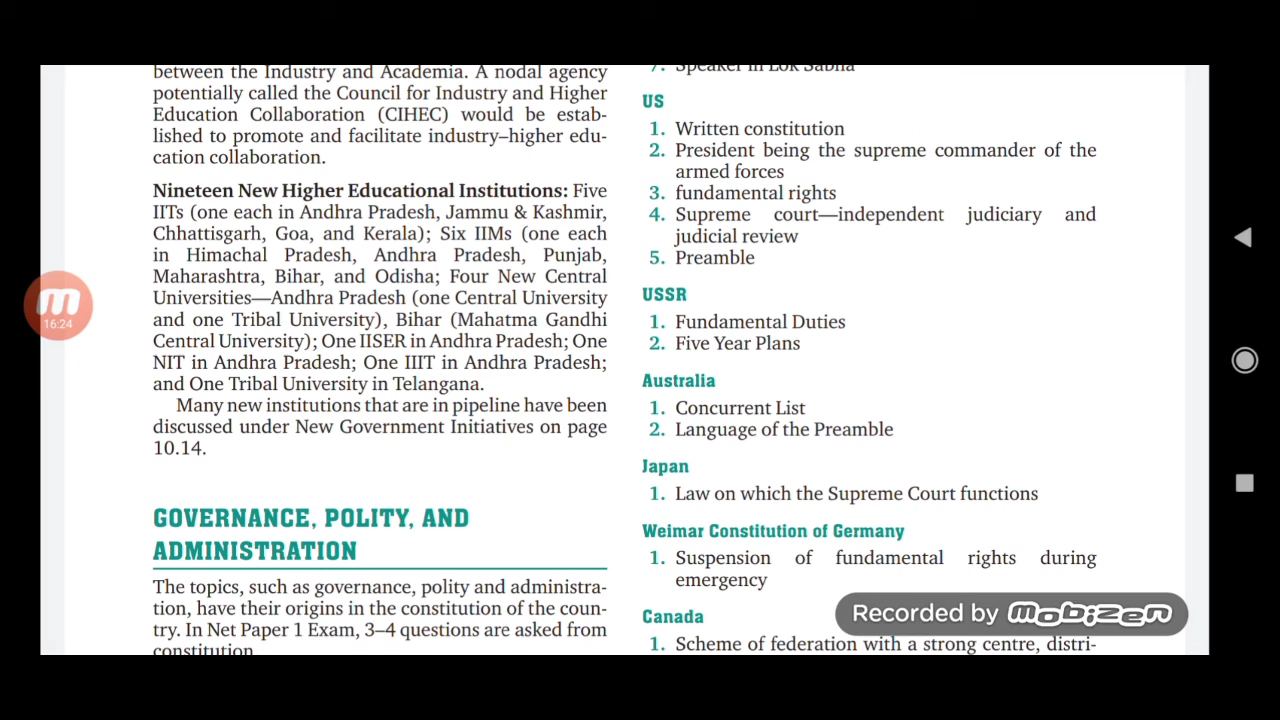 between the Industry and Academia. A nodal agency
potentially called the Council for Industry and Higher
Education Collaboration (CIHEC) would be estab-
lished to promote and facilitate industry–higher edu-
cation collaboration.
Nineteen New Higher Educational Institutions: Five
IITs (one each in Andhra Pradesh, Jammu & Kashmir,
Chhattisgarh, Goa, and Kerala); Six IIMs (one each
in Himachal Pradesh, Andhra Pradesh, Punjab,
Maharashtra, Bihar, and Odisha; Four New Central
Universities—Andhra Pradesh (one Central University
and one Tribal University), Bihar (Mahatma Gandhi
Central University); One IISER in Andhra Pradesh; One
NIT in Andhra Pradesh; One IIIT in Andhra Pradesh;
and One Tribal University in Telangana.
Many new institutions that are in pipeline have been
discussed under New Government Initiatives on page
10.14.
GOVERNANCE, POLITY, AND
ADMINISTRATION
The topics, such as governance, polity and administra-
tion, have their origins in the constitution of the coun-
try. In Net Paper 1 Exam, 3–4 questions are asked from
constitution
7. Speaker in Lok Sabha
US
1. Written constitution
2. President being the supreme commander of the
armed forces
3. fundamental rights
4. Supreme court—independent judiciary and
judicial review
5. Preamble
USSR
1. Fundamental Duties
2. Five Year Plans
Australia
1. Concurrent List
2. Language of the Preamble
Japan
1. Law on which the Supreme Court functions
Weimar Constitution of Germany
1. Suspension of fundamental rights during
emergency
Canada
1. Scheme of federation with a strong centre, distri-
16:24
Recorded by mobizen